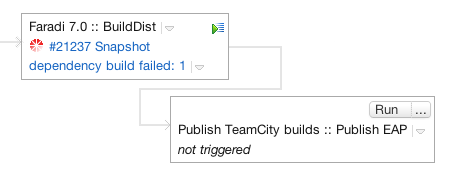 Faradi 7.0 :: BuildDist
#21237 Snapshot
dependency build failed: 1
Run ...
Publish TeamCity builds :: Publish EAP
not triggered